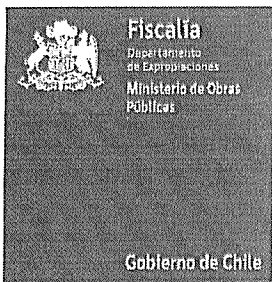 Fiscalía
Departamento
de Expropiaciones
Ministerio de Obras
Públicas
Gobierno de Chile